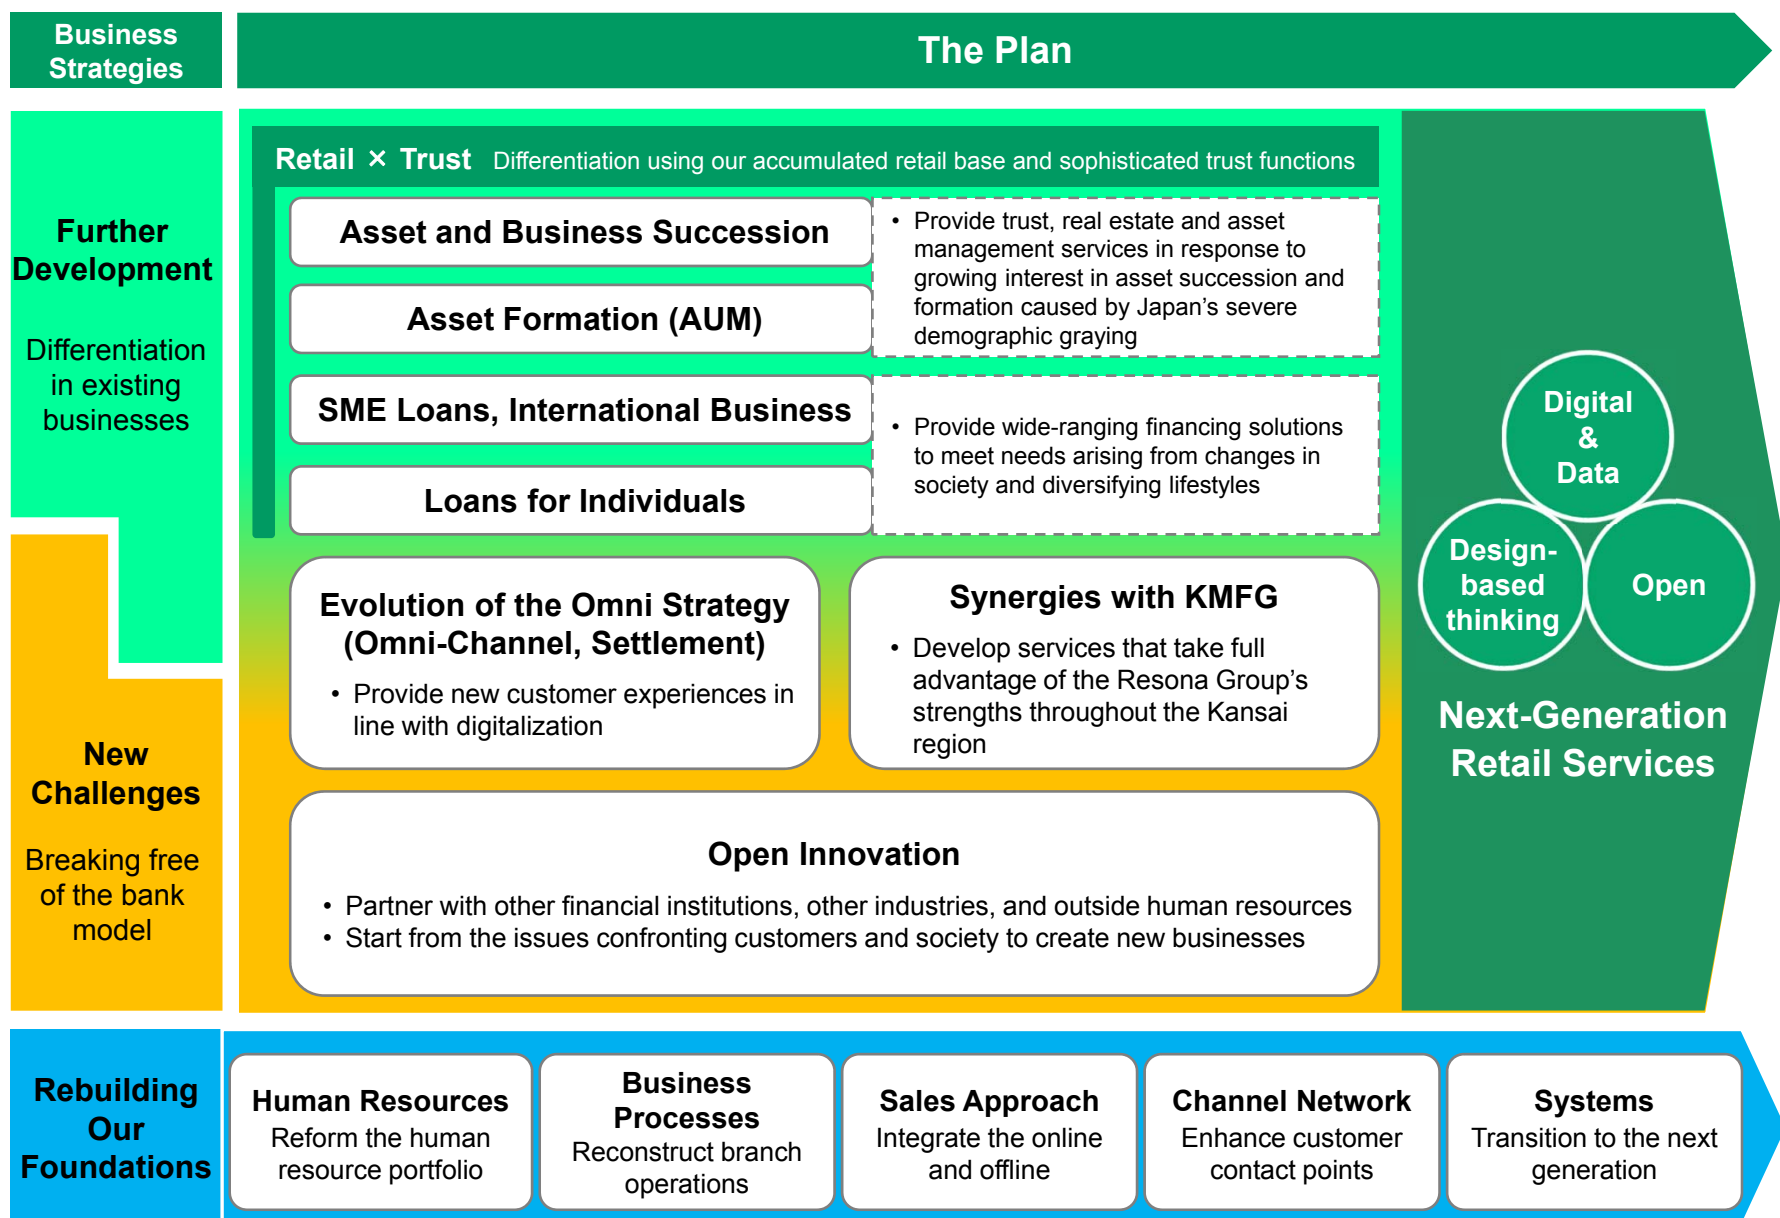 Business
Strategies
The Plan
Further
Development
Differentiation
in existing
businesses
Retail × Trust Differentiation using our accumulated retail base and sophisticated trust functions
Asset and Business Succession
Asset Formation (AUM)
• Provide trust, real estate and asset
management services in response to
growing interest in asset succession and
formation caused by Japan’s severe
demographic graying
SME Loans, International Business
Loans for Individuals
• Provide wide-ranging financing solutions
to meet needs arising from changes in
society and diversifying lifestyles
New
Challenges
Breaking free
of the bank
model
Evolution of the Omni Strategy
(Omni-Channel, Settlement)
• Provide new customer experiences in
line with digitalization
Synergies with KMFG
• Develop services that take full
advantage of the Resona Group’s
strengths throughout the Kansai
region
Open Innovation
• Partner with other financial institutions, other industries, and outside human resources
• Start from the issues confronting customers and society to create new businesses
Digital
&
Data
Design-
based
thinking
Open
Next-Generation
Retail Services
Rebuilding
Our
Foundations
Human Resources
Reform the human
resource portfolio
Business
Processes
Reconstruct branch
operations
Sales Approach
Integrate the online
and offline
Channel Network
Enhance customer
contact points
Systems
Transition to the next
generation